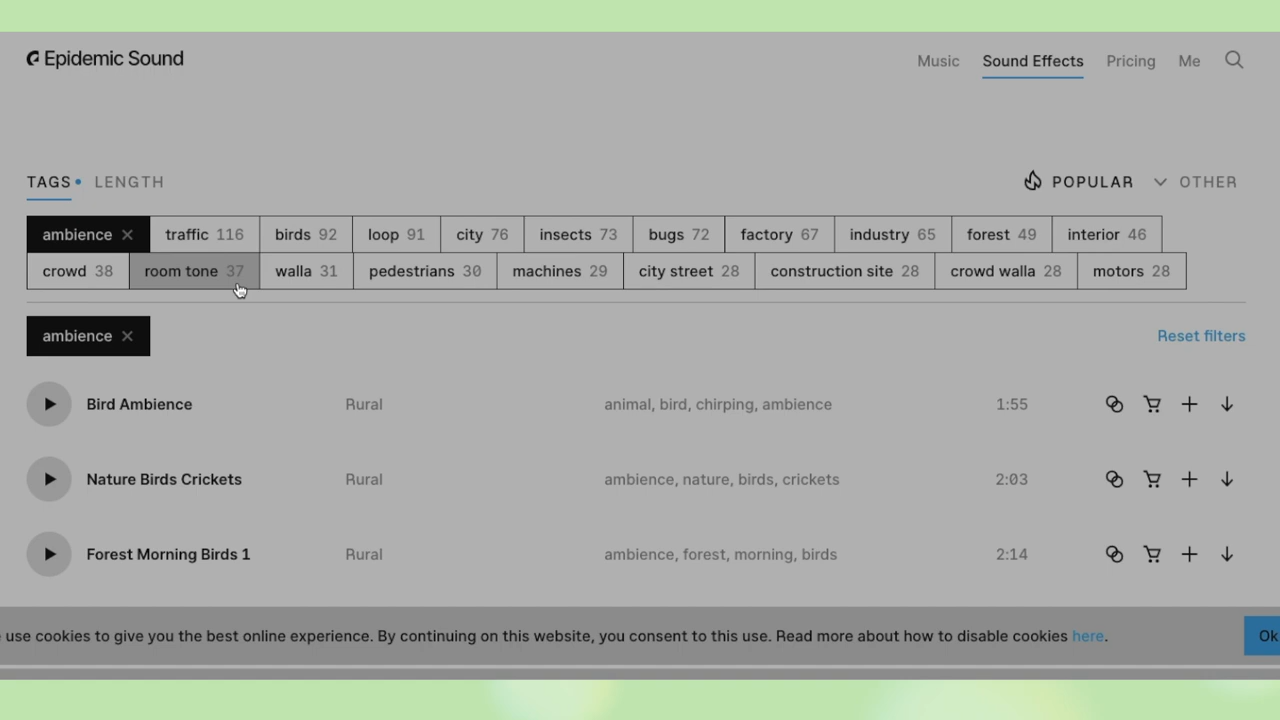 Epidemic Sound
Music Sound Effects Pricing Me
TAGS LENGTH POPULAR OTHER
ambience × traffic 116 birds 92 loop 91 city 76 insects 73 bugs 72 factory 67 industry 65 forest 49 interior 46
crowd 38 room tone 37 walla 31 pedestrians 30 machines 29 city street 28 construction site 28 crowd walla 28 motors 28
ambience × Reset filters
Bird Ambience Rural animal, bird, chirping, ambience 1:55
Nature Birds Crickets Rural ambience, nature, birds, crickets 2:03
Forest Morning Birds 1 Rural ambience, forest, morning, birds 2:14
use cookies to give you the best online experience. By continuing on this website, you consent to this use. Read more about how to disable cookies here. Ok